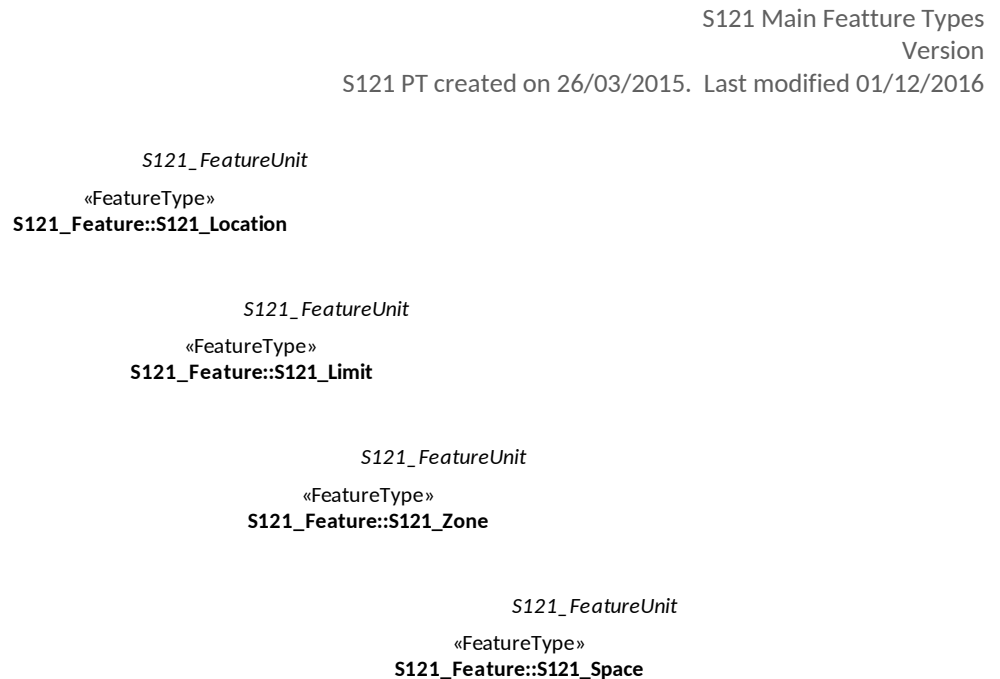 S121 Main Featture Types
Version
S121 PT created on 26/03/2015.  Last modified 01/12/2016
S121_FeatureUnit
«FeatureType»
S121_Feature::S121_Location
S121_FeatureUnit
«FeatureType»
S121_Feature::S121_Limit
S121_FeatureUnit
«FeatureType»
S121_Feature::S121_Zone
S121_FeatureUnit
«FeatureType»
S121_Feature::S121_Space